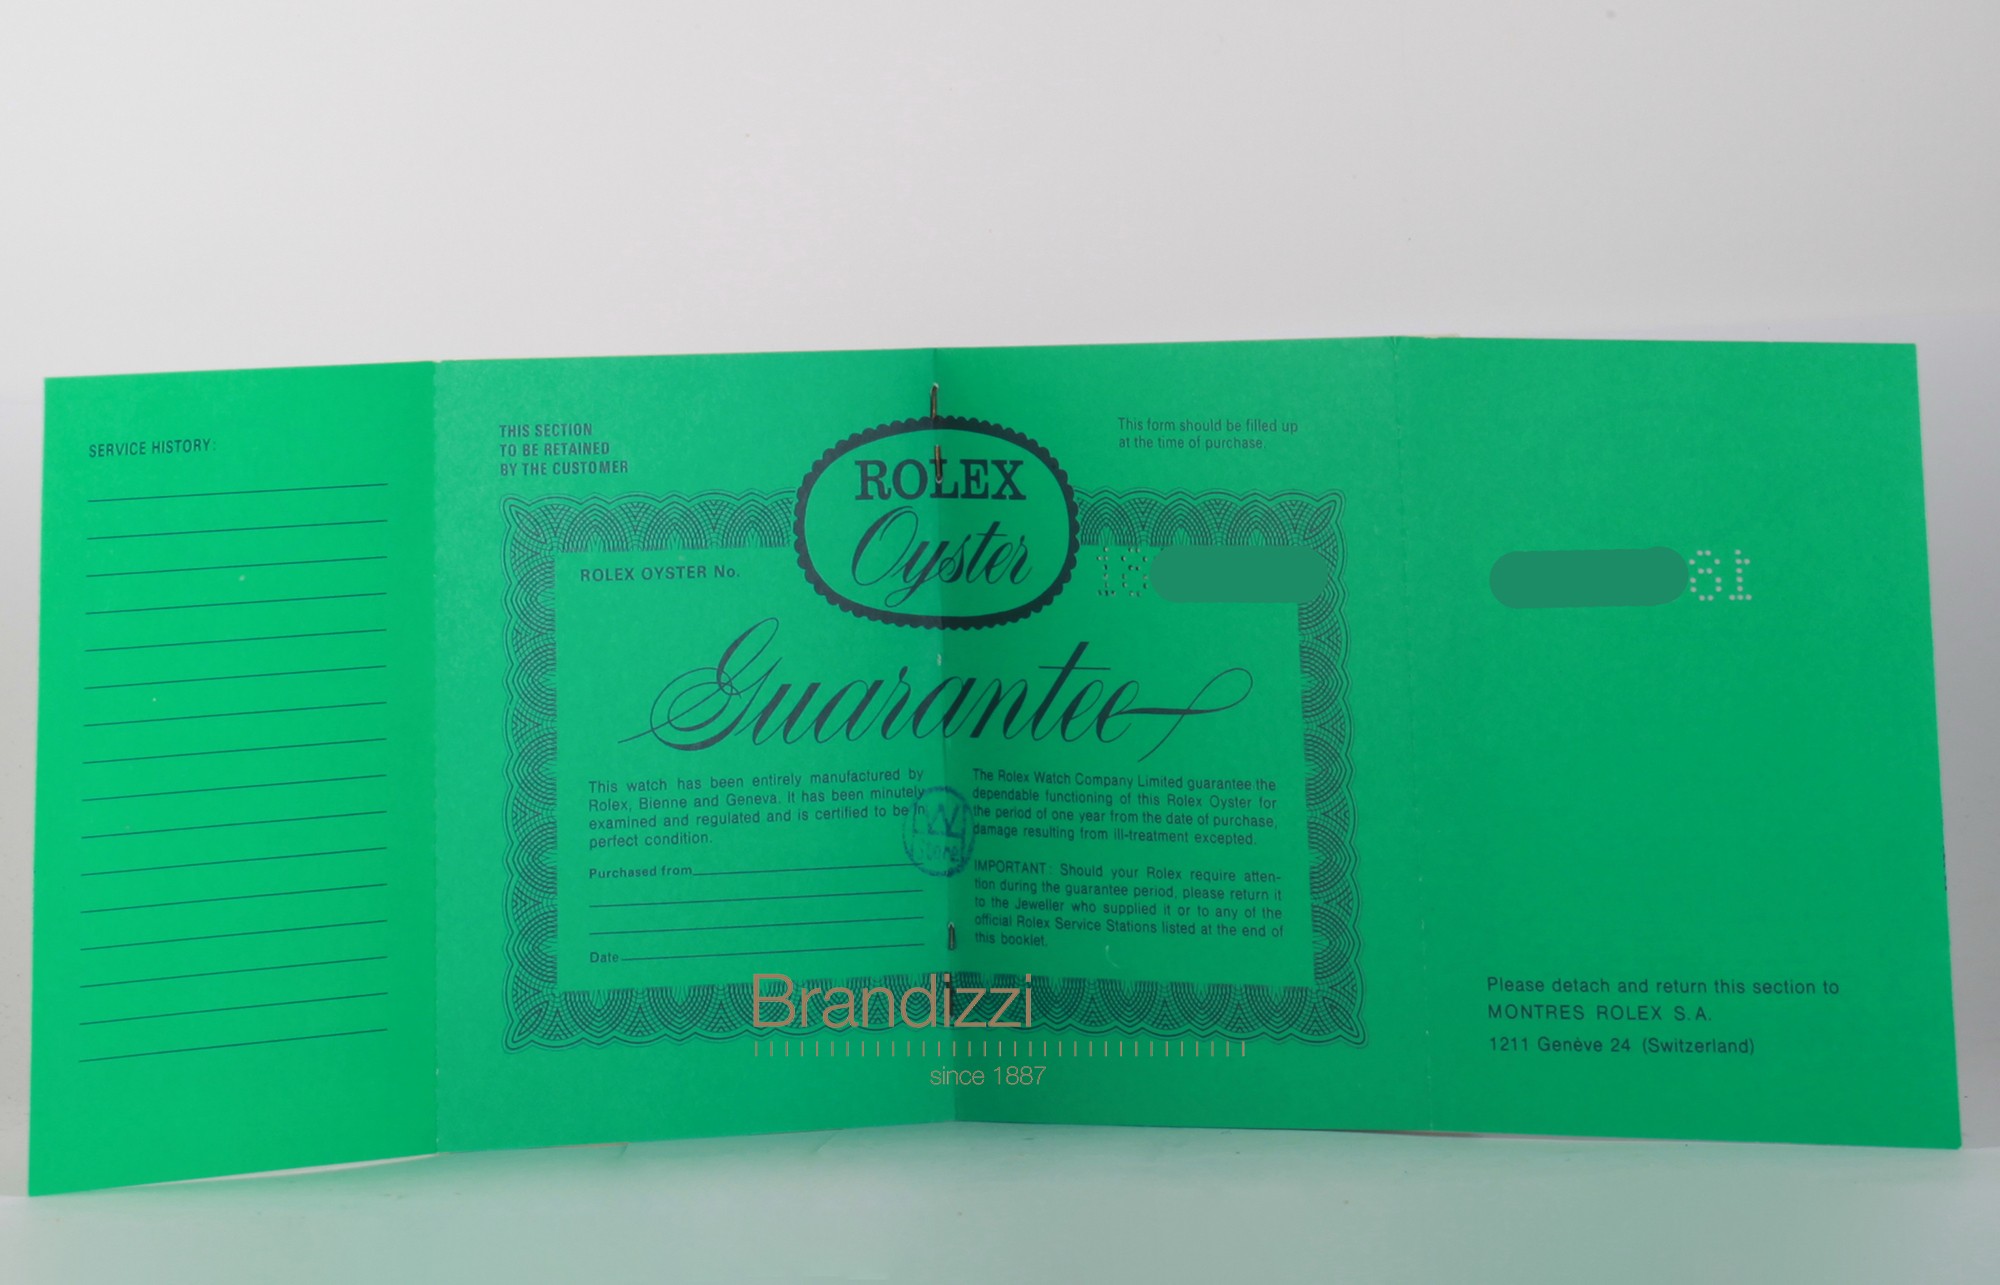 SERVICE HISTORY:
THIS SECTION
TO BE RETAINED
BY THE CUSTOMER
This form should be filled up
at the time of purchase.
ROLEX
Oyster
ROLEX OYSTER No.
Guarantee
This watch has been entirely manufactured by
Rolex, Bienne and Geneva. It has been minutely
examined and regulated and is certified to be in
perfect condition.
Purchased from
Date
The Rolex Watch Company Limited guarantee the
dependable functioning of this Rolex Oyster for
the period of one year from the date of purchase,
damage resulting from ill-treatment excepted.
IMPORTANT: Should your Rolex require atten-
tion during the guarantee period, please return it
to the Jeweller who supplied it or to any of the
official Rolex Service Stations listed at the end of
this booklet.
Please detach and return this section to
MONTRES ROLEX S.A.
1211 Genève 24 (Switzerland)
Brandizzi
since 1887